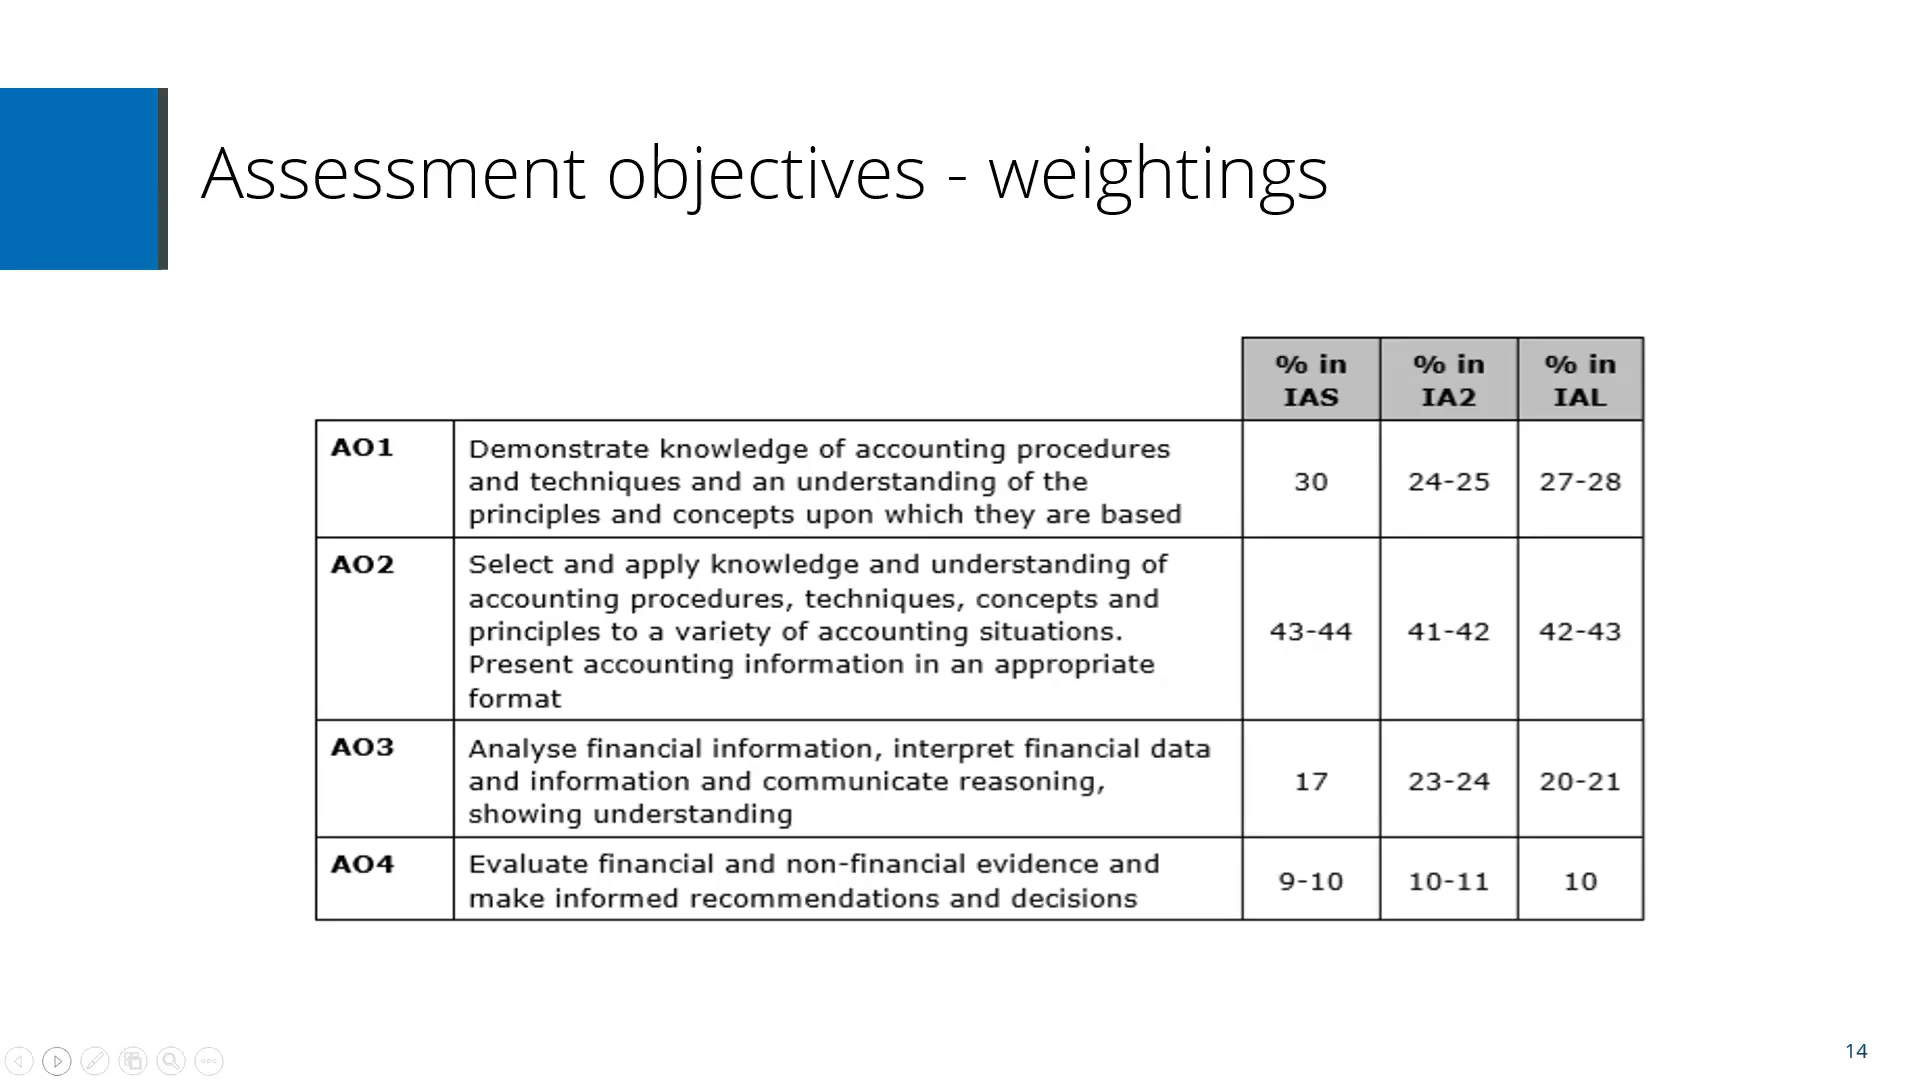 Assessment objectives - weightings
% in
IAS
% in
IA2
% in
IAL
AO1
Demonstrate knowledge of accounting procedures
and techniques and an understanding of the
principles and concepts upon which they are based
30
24-25
27-28
AO2
Select and apply knowledge and understanding of
accounting procedures, techniques, concepts and
principles to a variety of accounting situations.
Present accounting information in an appropriate
format
43-44
41-42
42-43
AO3
Analyse financial information, interpret financial data
and information and communicate reasoning,
showing understanding
17
23-24
20-21
AO4
Evaluate financial and non-financial evidence and
make informed recommendations and decisions
9-10
10-11
10
14